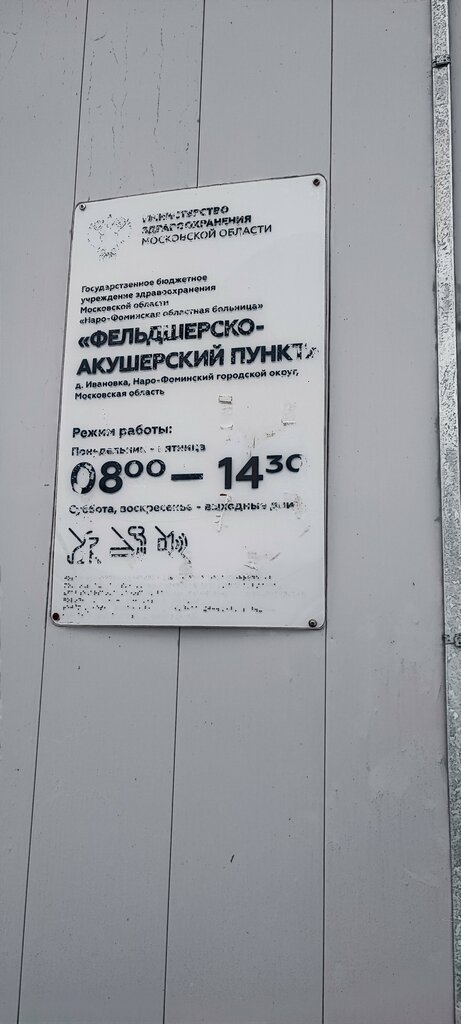 МИНИСТЕРСТВО
ЗДРАВООХРАНЕНИЯ
МОСКОВСКОЙ ОБЛАСТИ
Государственное бюджетное
учреждение здравоохранения
Московской области
«Наро-Фоминская областная больница»
«ФЕЛЬДШЕРСКО-
АКУШЕРСКИЙ ПУНКТ»
д. Ивановка, Наро-Фоминский городской округ,
Московская область
Режим работы:
Понедельник - пятница
08⁰⁰ — 14³⁰
Суббота, воскресенье - выходные дни